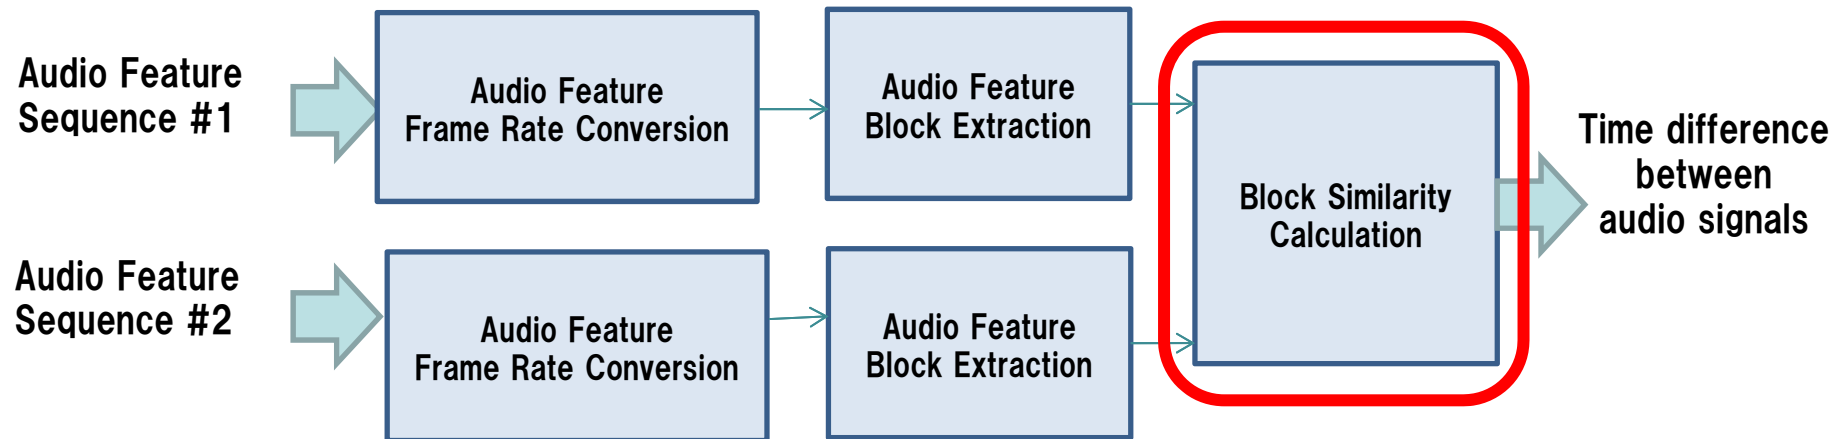 Audio Feature
Sequence #1
Audio Feature
Frame Rate Conversion
Audio Feature
Block Extraction
Block Similarity
Calculation
Time difference
between
audio signals
Audio Feature
Sequence #2
Audio Feature
Frame Rate Conversion
Audio Feature
Block Extraction